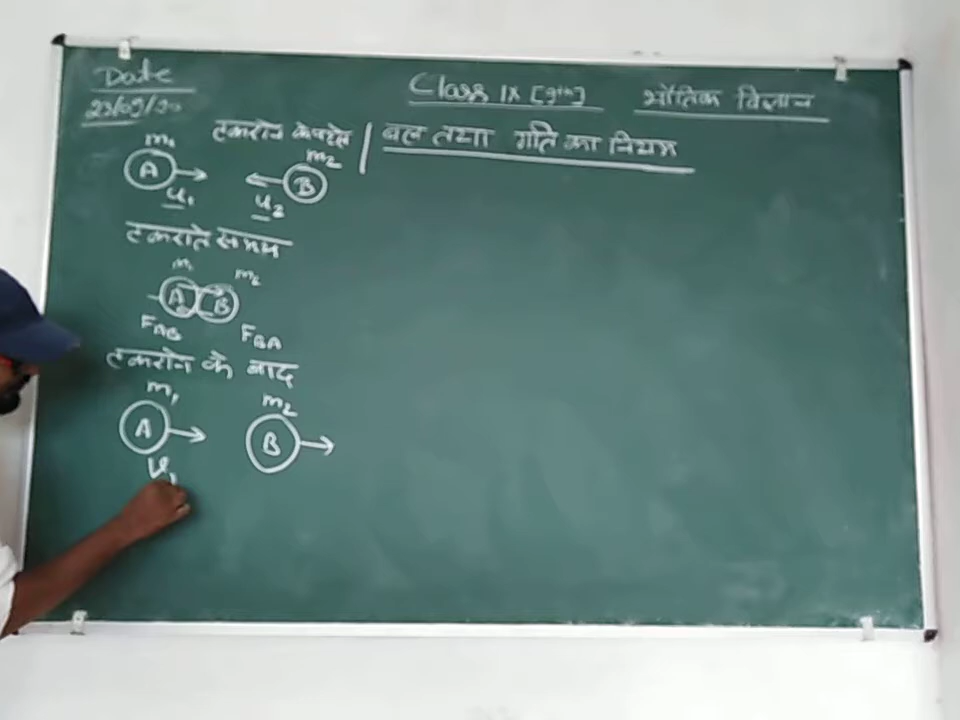 Date
Class IX [9th] भौतिक विज्ञान
23/09/20
टकराने के पहले | बल तथा गति का नियम
m₁ m₂
A B
u₁ u₂
टकराते समय
m₁ m₂
A B
FAB FBA
टकराने के बाद
m₁ m₂
A B
v₁